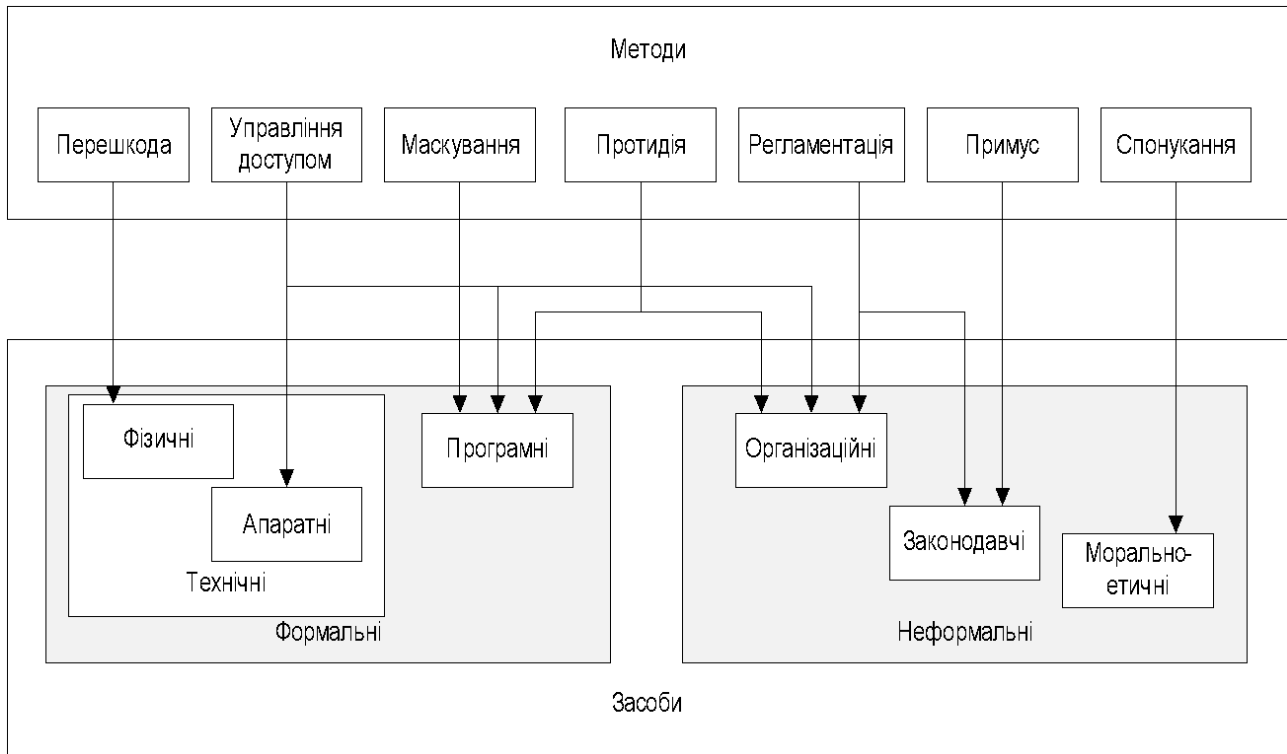 Методи
Перешкода
Управління
доступом
Маскування
Протидія
Регламентація
Примус
Спонукання
Фізичні
Апаратні
Технічні
Програмні
Формальні
Організаційні
Законодавчі
Морально-
етичні
Неформальні
Засоби